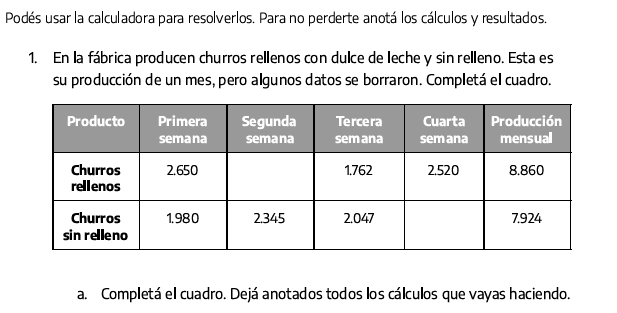 Podés usar la calculadora para resolverlos. Para no perderte anotá los cálculos y resultados.
1. En la fábrica producen churros rellenos con dulce de leche y sin relleno. Esta es
su producción de un mes, pero algunos datos se borraron. Completá el cuadro.
Producto Primera semana Segunda semana Tercera semana Cuarta semana Producción mensual
Churros rellenos 2.650 1.762 2.520 8.860
Churros sin relleno 1.980 2.345 2.047 7.924
a. Completá el cuadro. Dejá anotados todos los cálculos que vayas haciendo.